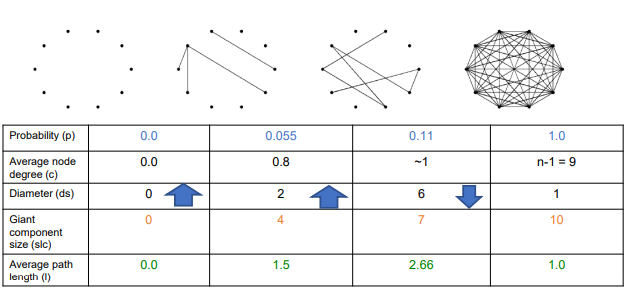 Probability (p) 0.0 0.055 0.11 1.0
Average node
degree (c) 0.0 0.8 ~1 n-1 = 9
Diameter (ds) 0 2 6 1
Giant
component
size (slc) 0 4 7 10
Average path
length (l) 0.0 1.5 2.66 1.0